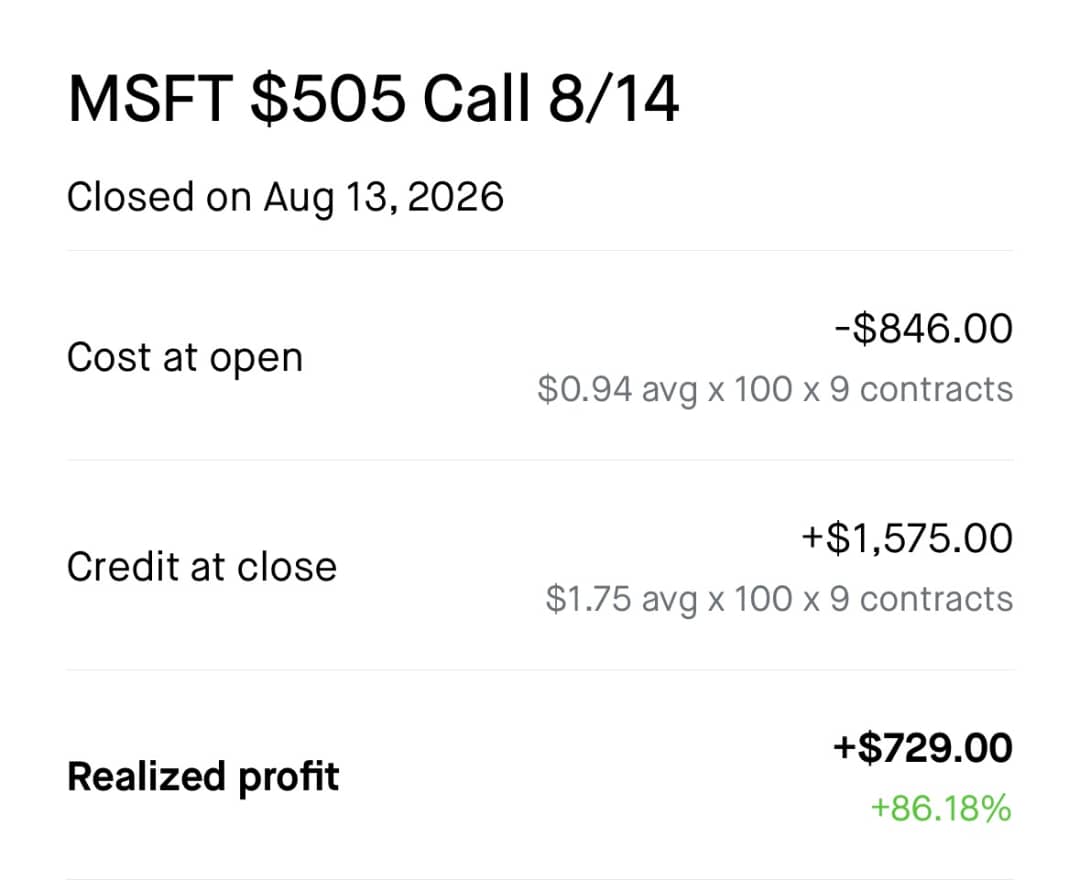 MSFT $505 Call 8/14
Closed on Aug 13, 2026
Cost at open
-$846.00
$0.94 avg x 100 x 9 contracts
Credit at close
+$1,575.00
$1.75 avg x 100 x 9 contracts
Realized profit
+$729.00
+86.18%